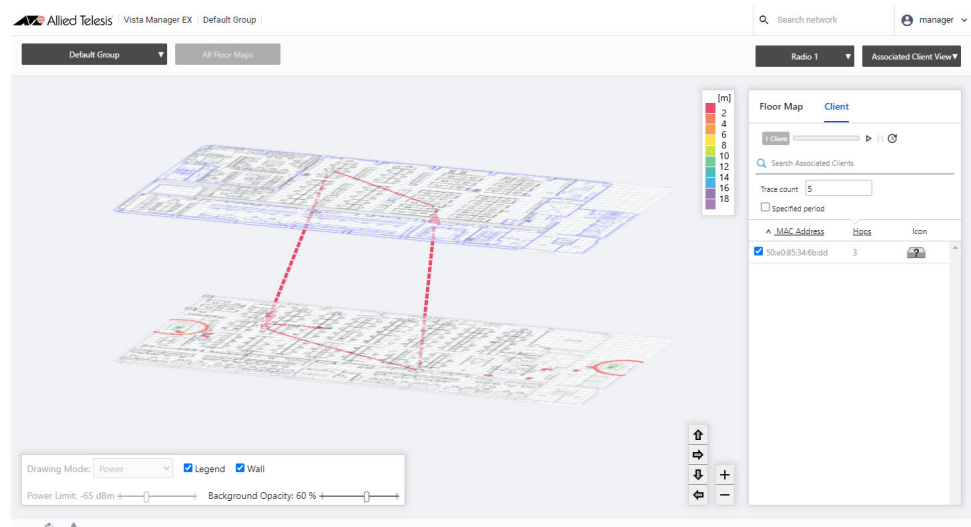 Allied Telesis Vista Manager EX Default Group
Search network
manager
Default Group
All Floor Maps
Radio 1
Associated Client View
[m]
2
4
6
8
10
12
14
16
18
Floor Map Client
1 Client
Search Associated Clients
Trace count 5
Specified period
MAC Address Hops Icon
50:e0:85:34:6b:dd 3 ?
Drawing Mode: Power Legend Wall
Power Limit: -65 dBm Background Opacity: 60 %